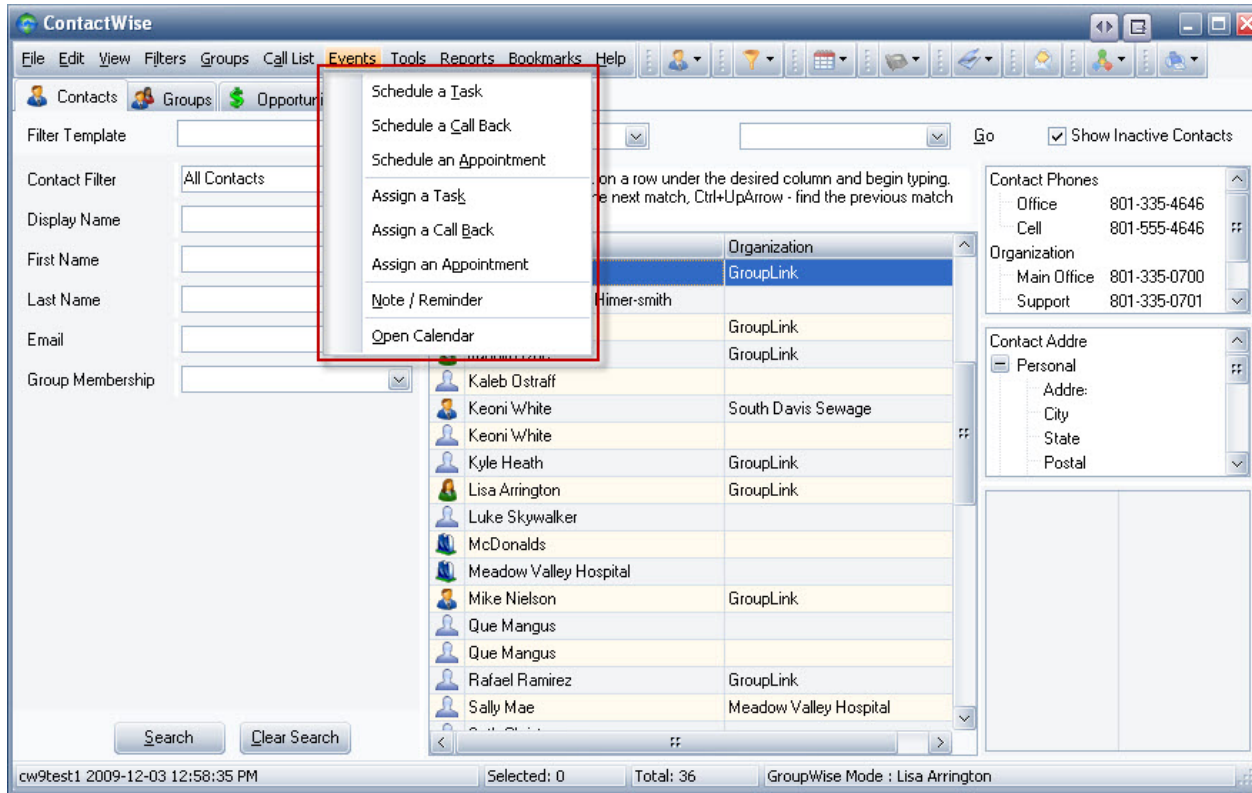 ContactWise
File Edit View Filters Groups Call List Events Tools Reports Bookmarks Help
Contacts Groups Opportuni
Schedule a Task
Schedule a Call Back
Schedule an Appointment
Assign a Task
Assign a Call Back
Assign an Appointment
Note / Reminder
Open Calendar
Filter Template
Go Show Inactive Contacts
Contact Filter All Contacts
Display Name
First Name
Last Name
Email
Group Membership
on a row under the desired column and begin typing.
next match, Ctrl+UpArrow - find the previous match
Organization
GroupLink
Himer-smith
GroupLink
GroupLink
Kaleb Ostraff
Keoni White South Davis Sewage
Keoni White
Kyle Heath GroupLink
Lisa Arrington GroupLink
Luke Skywalker
McDonalds
Meadow Valley Hospital
Mike Nielson GroupLink
Que Mangus
Que Mangus
Rafael Ramirez GroupLink
Sally Mae Meadow Valley Hospital
Contact Phones
Office 801-335-4646
Cell 801-555-4646
Organization
Main Office 801-335-0700
Support 801-335-0701
Contact Addre
Personal
Addre:
City
State
Postal
Search Clear Search
cw9test1 2009-12-03 12:58:35 PM Selected: 0 Total: 36 GroupWise Mode : Lisa Arrington